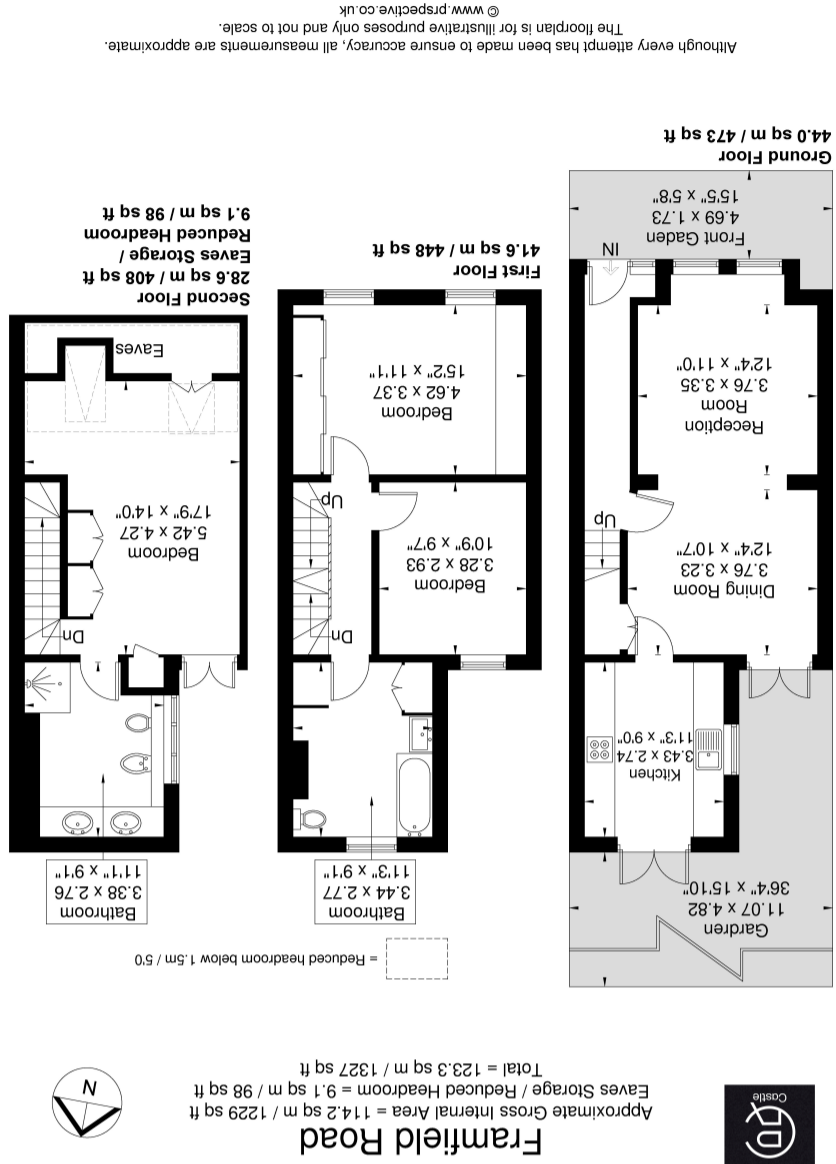 Castle
Framfield Road
Approximate Gross Internal Area = 114.2 sq m / 1229 sq ft
Eaves Storage / Reduced Headroom = 9.1 sq m / 98 sq ft
Total = 123.3 sq m / 1327 sq ft
N
= Reduced headroom below 1.5m / 5'0
Gardren
11.07 x 4.82
36'4" x 15'10"
Kitchen
3.43 x 2.74
11'3" x 9'0"
Dining Room
3.76 x 3.23
12'4" x 10'7"
Up
Reception
Room
3.76 x 3.35
12'4" x 11'0"
IN
Front Gaden
4.69 x 1.73
15'5" x 5'8"
Ground Floor
44.0 sq m / 473 sq ft
Bathroom
3.44 x 2.77
11'3" x 9'1"
Dn
Bedroom
3.28 x 2.93
10'9" x 9'7"
Up
Bedroom
4.62 x 3.37
15'2" x 11'1"
First Floor
41.6 sq m / 448 sq ft
Bathroom
3.38 x 2.76
11'1" x 9'1"
Dn
Bedroom
5.42 x 4.27
17'9" x 14'0"
Eaves
Second Floor
28.6 sq m / 408 sq ft
Eaves Storage /
Reduced Headroom
9.1 sq m / 98 sq ft
Although every attempt has been made to ensure accuracy, all measurements are approximate.
The floorplan is for illustrative purposes only and not to scale.
© www.prspective.co.uk